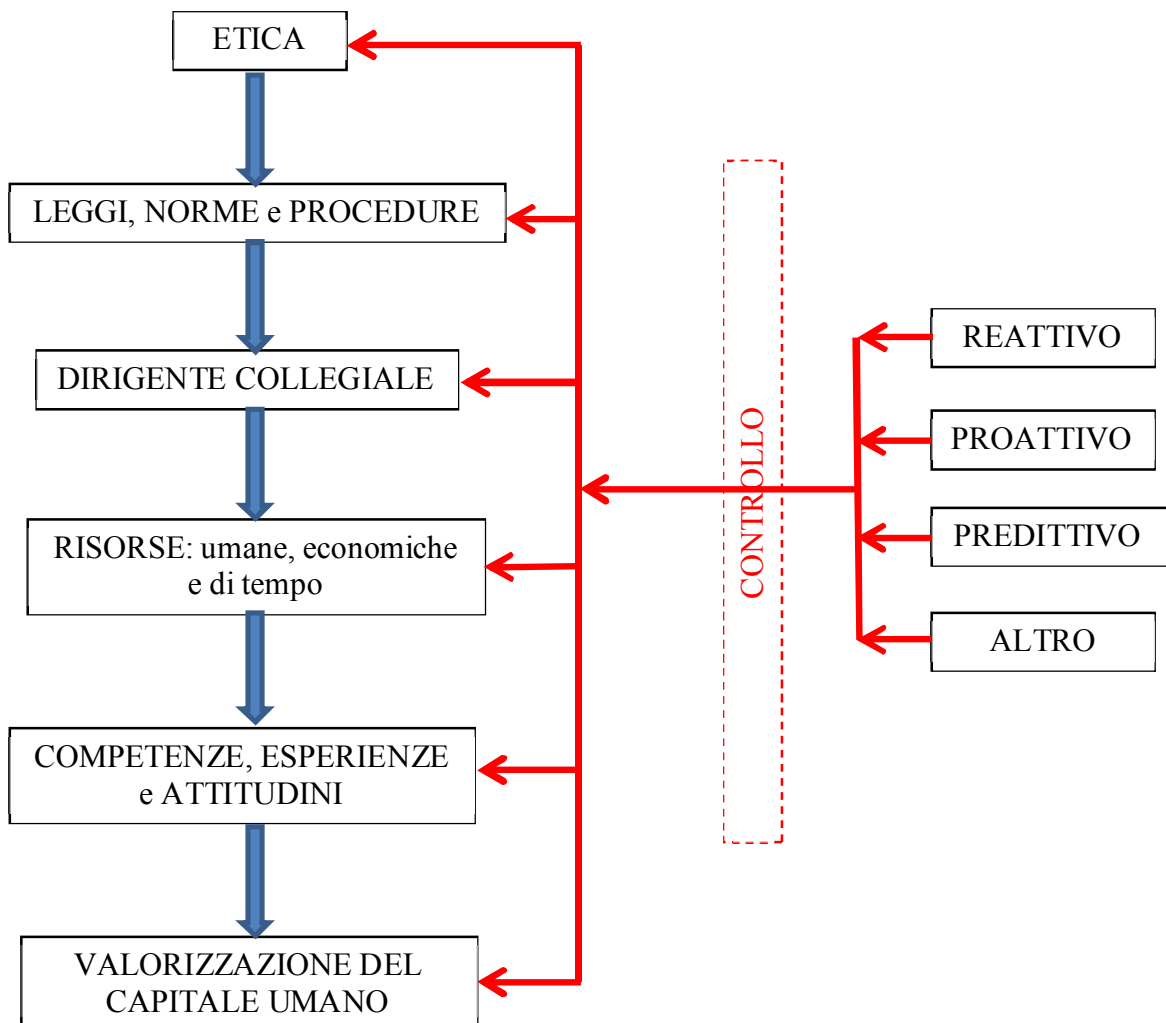 ETICA
LEGGI, NORME e PROCEDURE
DIRIGENTE COLLEGIALE
RISORSE: umane, economiche
e di tempo
COMPETENZE, ESPERIENZE
e ATTITUDINI
VALORIZZAZIONE DEL
CAPITALE UMANO
CONTROLLO
REATTIVO
PROATTIVO
PREDITTIVO
ALTRO